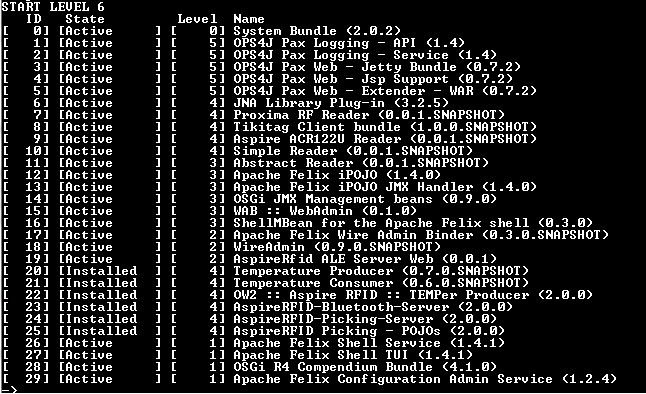 START LEVEL 6
   ID   State         Level  Name
[   0] [Active     ] [    0] System Bundle (2.0.2)
[   1] [Active     ] [    5] OPS4J Pax Logging - API (1.4)
[   2] [Active     ] [    5] OPS4J Pax Logging - Service (1.4)
[   3] [Active     ] [    5] OPS4J Pax Web - Jetty Bundle (0.7.2)
[   4] [Active     ] [    5] OPS4J Pax Web - Jsp Support (0.7.2)
[   5] [Active     ] [    5] OPS4J Pax Web - Extender - WAR (0.7.2)
[   6] [Active     ] [    4] JNA Library Plug-in (3.2.5)
[   7] [Active     ] [    4] Proxima RF Reader (0.0.1.SNAPSHOT)
[   8] [Active     ] [    4] Tikitag Client bundle (1.0.0.SNAPSHOT)
[   9] [Active     ] [    4] Aspire ACR122U Reader (0.0.1.SNAPSHOT)
[  10] [Active     ] [    4] Simple Reader (0.0.1.SNAPSHOT)
[  11] [Active     ] [    3] Abstract Reader (0.0.1.SNAPSHOT)
[  12] [Active     ] [    3] Apache Felix iPOJO (1.4.0)
[  13] [Active     ] [    3] Apache Felix iPOJO JMX Handler (1.4.0)
[  14] [Active     ] [    3] OSGi JMX Management beans (0.9.0)
[  15] [Active     ] [    3] WAB :: WebAdmin (0.1.0)
[  16] [Active     ] [    3] ShellMBean for the Apache Felix shell (0.3.0)
[  17] [Active     ] [    2] Apache Felix Wire Admin Binder (0.3.0.SNAPSHOT)
[  18] [Active     ] [    2] WireAdmin (0.9.0.SNAPSHOT)
[  19] [Active     ] [    2] AspireRfid ALE Server Web (0.0.1)
[  20] [Installed  ] [    4] Temperature Producer (0.7.0.SNAPSHOT)
[  21] [Installed  ] [    4] Temperature Consumer (0.6.0.SNAPSHOT)
[  22] [Installed  ] [    4] OW2 :: Aspire RFID :: TEMPer Producer (2.0.0)
[  23] [Installed  ] [    4] AspireRFID-Bluetooth-Server (2.0.0)
[  24] [Installed  ] [    4] AspireRFID-Picking-Server (2.0.0)
[  25] [Installed  ] [    4] AspireRFID Picking - POJOs (2.0.0)
[  26] [Active     ] [    1] Apache Felix Shell Service (1.4.1)
[  27] [Active     ] [    1] Apache Felix Shell TUI (1.4.1)
[  28] [Active     ] [    1] OSGi R4 Compendium Bundle (4.1.0)
[  29] [Active     ] [    1] Apache Felix Configuration Admin Service (1.2.4)
->